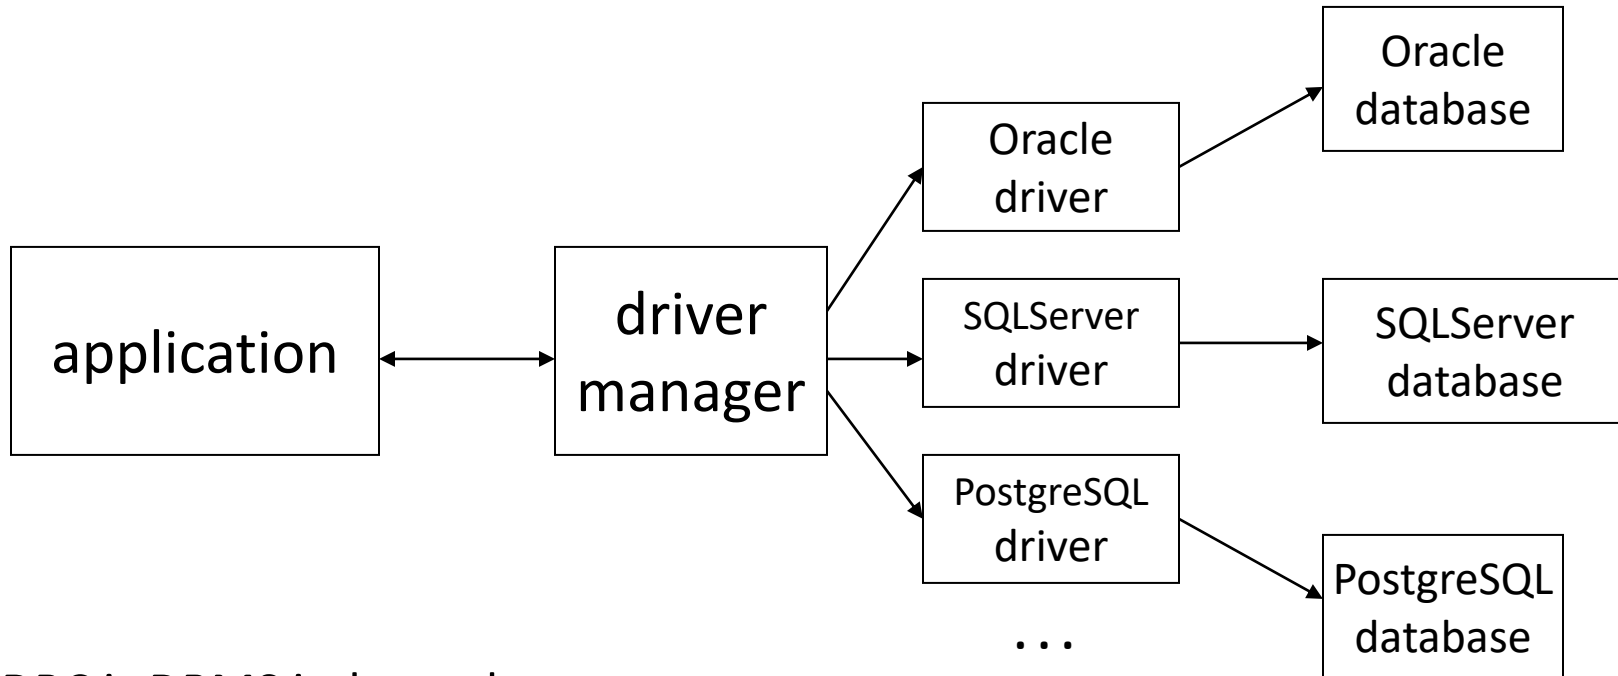 Oracle
database
Oracle
driver
application
driver
manager
SQLServer
driver
SQLServer
database
PostgreSQL
driver
PostgreSQL
database
...